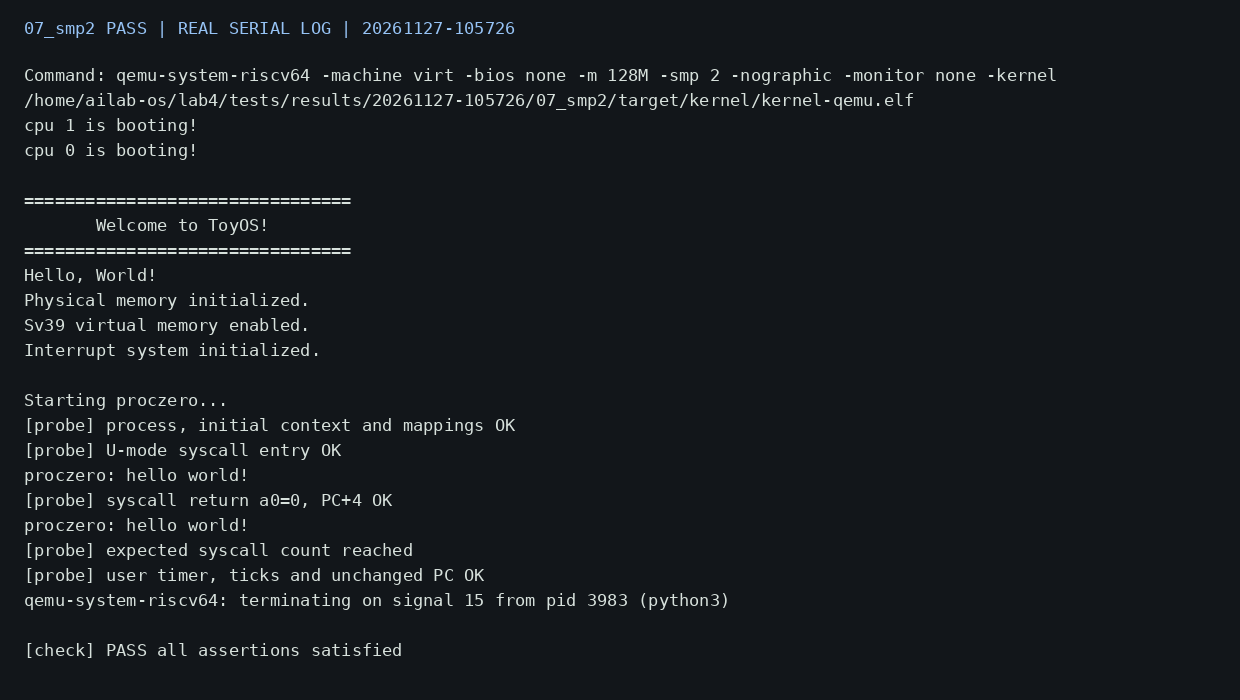 07_smp2 PASS | REAL SERIAL LOG | 20261127-105726
Command: qemu-system-riscv64 -machine virt -bios none -m 128M -smp 2 -nographic -monitor none -kernel
/home/ailab-os/lab4/tests/results/20261127-105726/07_smp2/target/kernel/kernel-qemu.elf
cpu 1 is booting!
cpu 0 is booting!
================================
       Welcome to ToyOS!
================================
Hello, World!
Physical memory initialized.
Sv39 virtual memory enabled.
Interrupt system initialized.
Starting proczero...
[probe] process, initial context and mappings OK
[probe] U-mode syscall entry OK
proczero: hello world!
[probe] syscall return a0=0, PC+4 OK
proczero: hello world!
[probe] expected syscall count reached
[probe] user timer, ticks and unchanged PC OK
qemu-system-riscv64: terminating on signal 15 from pid 3983 (python3)
[check] PASS all assertions satisfied